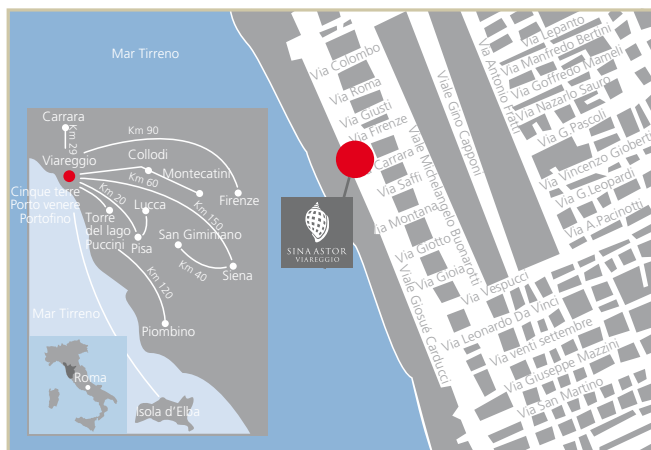 Mar Tirreno
Via Colombo
Via Roma
Via Giusti
Via Firenze
Carrara
Via Saffi
Via Montana
Via Giotto
Via Gioia
Viale Giosué Carducci
Viale Michelangelo Buonarotti
Viale Gino Capponi
Via Antonio Fratti
Via Lepanto
Via Manfredo Bertini
Via Goffredo Mameli
Via Nazarlo Sauro
Via G.Pascoli
Via Vincenzo Gioberti
Via G.Leopardi
Via A.Pacinotti
Via Vespucci
Via Leonardo Da Vinci
Via venti settembre
Via Giuseppe Mazzini
Via San Martino
SINA ASTOR
VIAREGGIO
Carrara
Km 29
Km 90
Viareggio
Collodi
Montecatini
Km 60
Cinque terre
Porto venere
Portofino
Km 20
Lucca
Km 150
Firenze
Torre
del lago
Puccini
Pisa
San Gimignano
Km 40
Siena
Km 120
Mar Tirreno
Piombino
Roma
Isola d'Elba